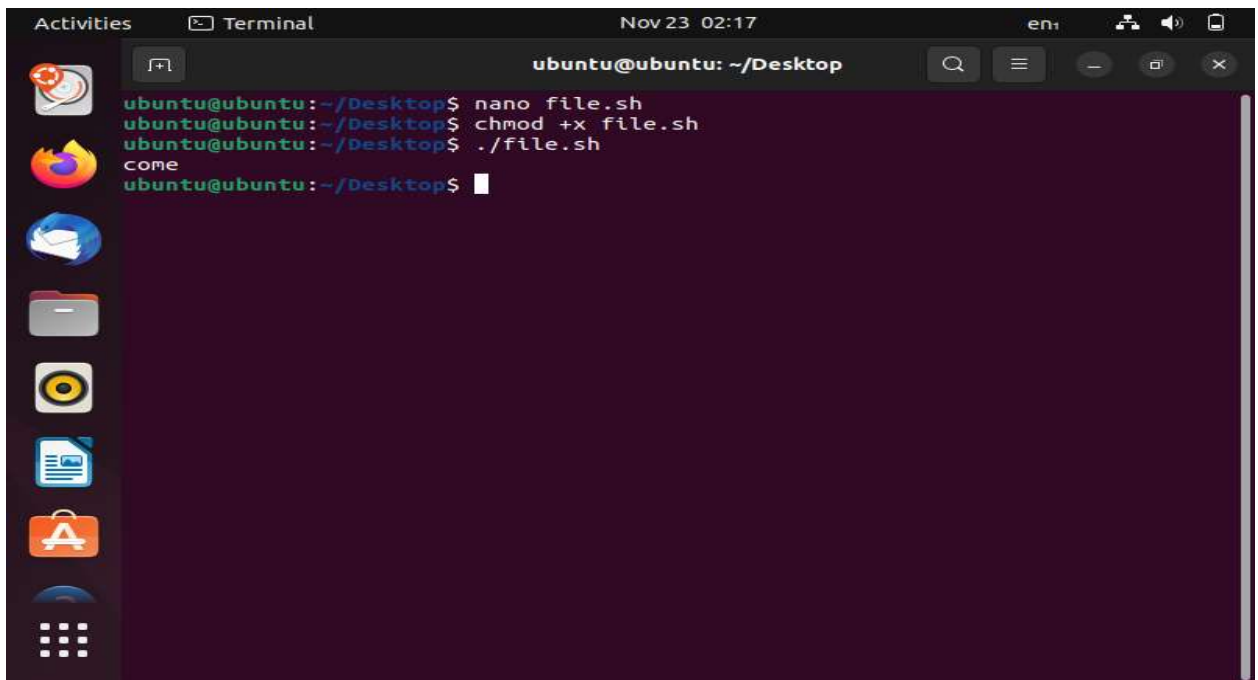 Activities Terminal Nov 23 02:17 en₁
ubuntu@ubuntu: ~/Desktop
ubuntu@ubuntu:~/Desktop$ nano file.sh
ubuntu@ubuntu:~/Desktop$ chmod +x file.sh
ubuntu@ubuntu:~/Desktop$ ./file.sh
come
ubuntu@ubuntu:~/Desktop$